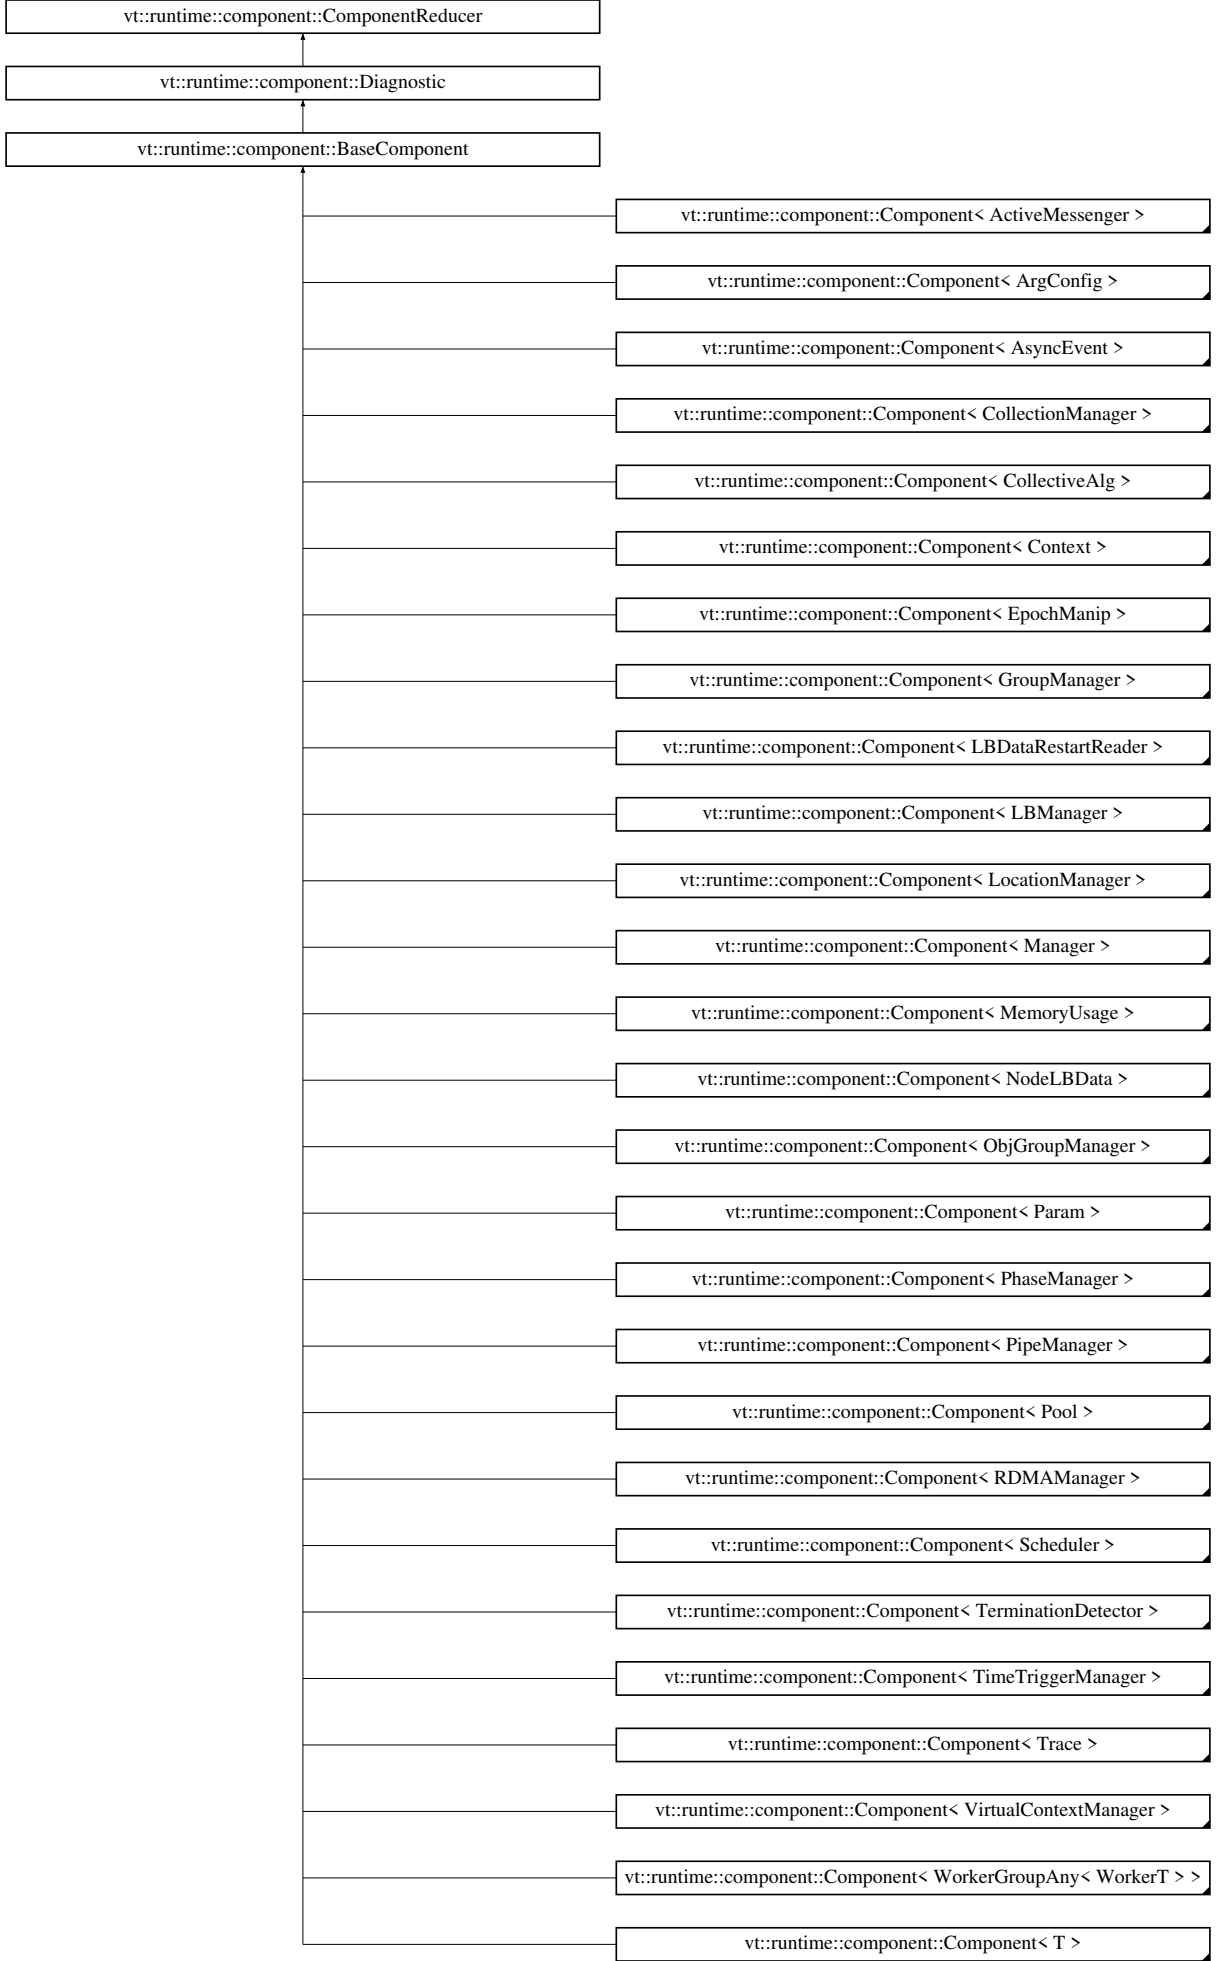 vt::runtime::component::ComponentReducer
vt::runtime::component::Diagnostic
vt::runtime::component::BaseComponent
vt::runtime::component::Component< ActiveMessenger >
vt::runtime::component::Component< ArgConfig >
vt::runtime::component::Component< AsyncEvent >
vt::runtime::component::Component< CollectionManager >
vt::runtime::component::Component< CollectiveAlg >
vt::runtime::component::Component< Context >
vt::runtime::component::Component< EpochManip >
vt::runtime::component::Component< GroupManager >
vt::runtime::component::Component< LBDataRestartReader >
vt::runtime::component::Component< LBManager >
vt::runtime::component::Component< LocationManager >
vt::runtime::component::Component< Manager >
vt::runtime::component::Component< MemoryUsage >
vt::runtime::component::Component< NodeLBData >
vt::runtime::component::Component< ObjGroupManager >
vt::runtime::component::Component< Param >
vt::runtime::component::Component< PhaseManager >
vt::runtime::component::Component< PipeManager >
vt::runtime::component::Component< Pool >
vt::runtime::component::Component< RDMAManager >
vt::runtime::component::Component< Scheduler >
vt::runtime::component::Component< TerminationDetector >
vt::runtime::component::Component< TimeTriggerManager >
vt::runtime::component::Component< Trace >
vt::runtime::component::Component< VirtualContextManager >
vt::runtime::component::Component< WorkerGroupAny< WorkerT > >
vt::runtime::component::Component< T >